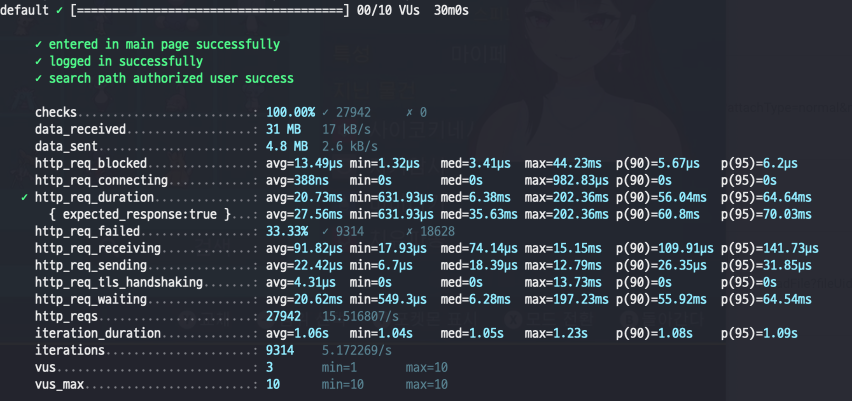 default ✓ [======================================] 00/10 VUs  30m0s
✓ entered in main page successfully
✓ logged in successfully
✓ search path authorized user success
checks.........................: 100.00% ✓ 27942      ✗ 0
data_received..................: 31 MB   17 kB/s
data_sent......................: 4.8 MB  2.6 kB/s
http_req_blocked...............: avg=13.49µs min=1.32µs   med=3.41µs  max=44.23ms  p(90)=5.67µs   p(95)=6.2µs
http_req_connecting............: avg=388ns   min=0s       med=0s      max=982.83µs p(90)=0s       p(95)=0s
✓ http_req_duration..............: avg=20.73ms min=631.93µs med=6.38ms  max=202.36ms p(90)=56.04ms  p(95)=64.64ms
{ expected_response:true }...: avg=27.56ms min=631.93µs med=35.63ms max=202.36ms p(90)=60.8ms   p(95)=70.03ms
http_req_failed................: 33.33%  ✓ 9314       ✗ 18628
http_req_receiving.............: avg=91.82µs min=17.93µs  med=74.14µs max=15.15ms  p(90)=109.91µs p(95)=141.73µs
http_req_sending...............: avg=22.42µs min=6.7µs    med=18.39µs max=12.79ms  p(90)=26.35µs  p(95)=31.85µs
http_req_tls_handshaking.......: avg=4.31µs  min=0s       med=0s      max=13.73ms  p(90)=0s       p(95)=0s
http_req_waiting...............: avg=20.62ms min=549.3µs  med=6.28ms  max=197.23ms p(90)=55.92ms  p(95)=64.54ms
http_reqs......................: 27942   15.516807/s
iteration_duration.............: avg=1.06s   min=1.04s    med=1.05s   max=1.23s    p(90)=1.08s    p(95)=1.09s
iterations.....................: 9314    5.172269/s
vus............................: 3       min=1        max=10
vus_max........................: 10      min=10       max=10